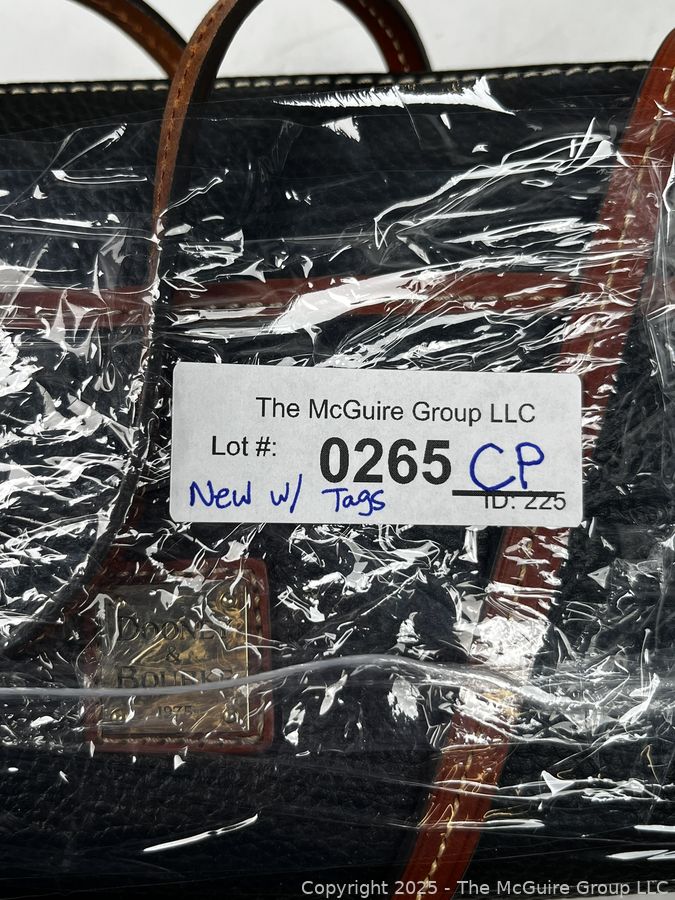 The McGuire Group LLC
Lot #: 0265 CP
New w/ Tags ID: 225
DOONEY
&
BOURKE
1975
Copyright 2025 - The McGuire Group LLC